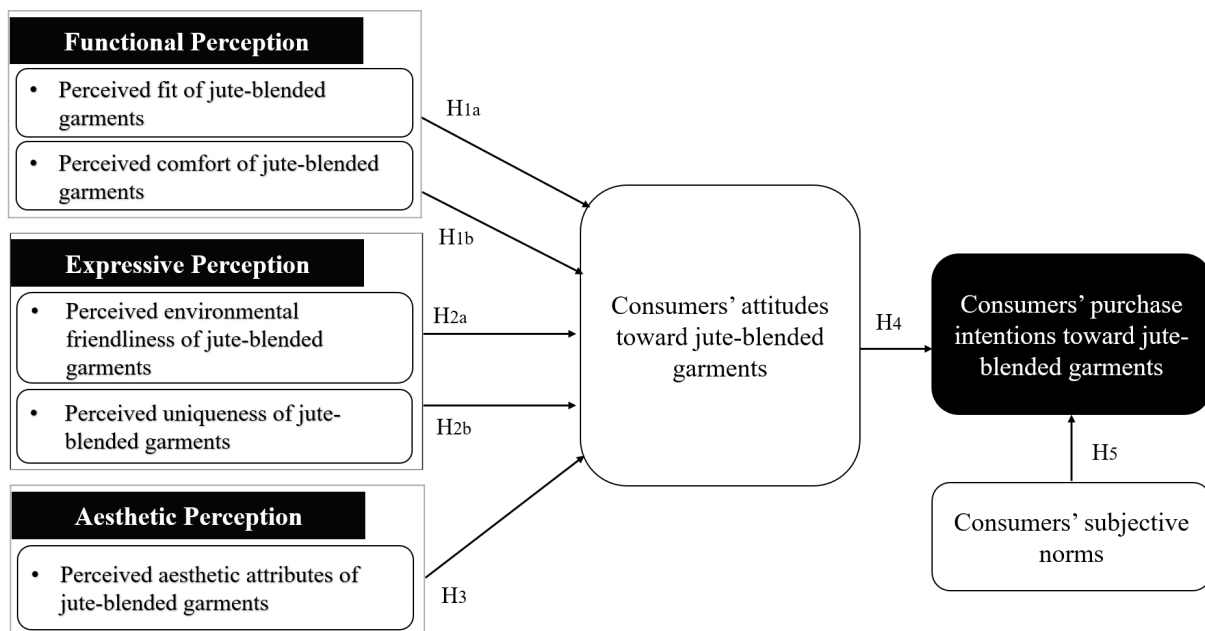 Functional Perception
• Perceived fit of jute-blended
garments
• Perceived comfort of jute-blended
garments
H1a
H1b
Expressive Perception
• Perceived environmental
friendliness of jute-blended
garments
• Perceived uniqueness of jute-
blended garments
H2a
H2b
Aesthetic Perception
• Perceived aesthetic attributes of
jute-blended garments
H3
Consumers’ attitudes
toward jute-blended
garments
H4
Consumers’ purchase
intentions toward jute-
blended garments
H5
Consumers’ subjective
norms